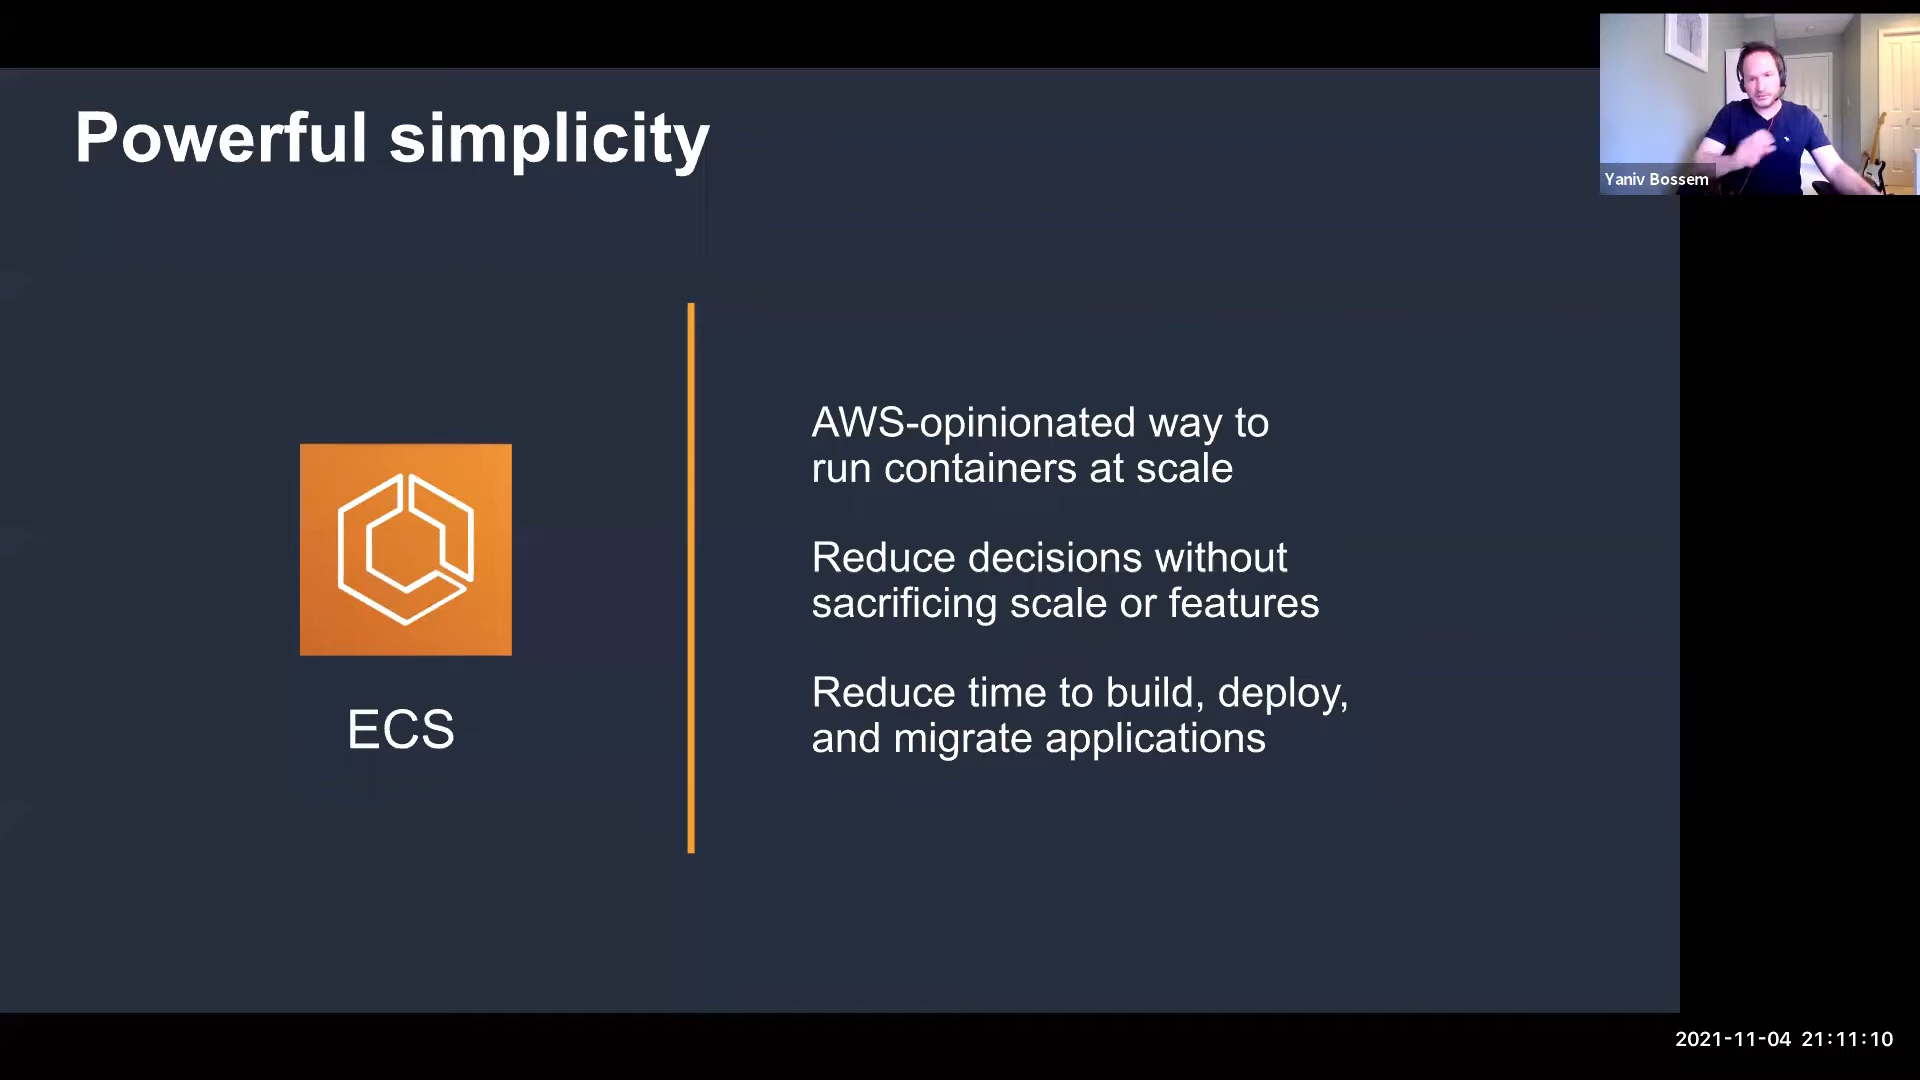 Powerful simplicity
Yaniv Bossem
AWS-opinionated way to
run containers at scale
Reduce decisions without
sacrificing scale or features
Reduce time to build, deploy,
and migrate applications
ECS
2021-11-04 21:11:10